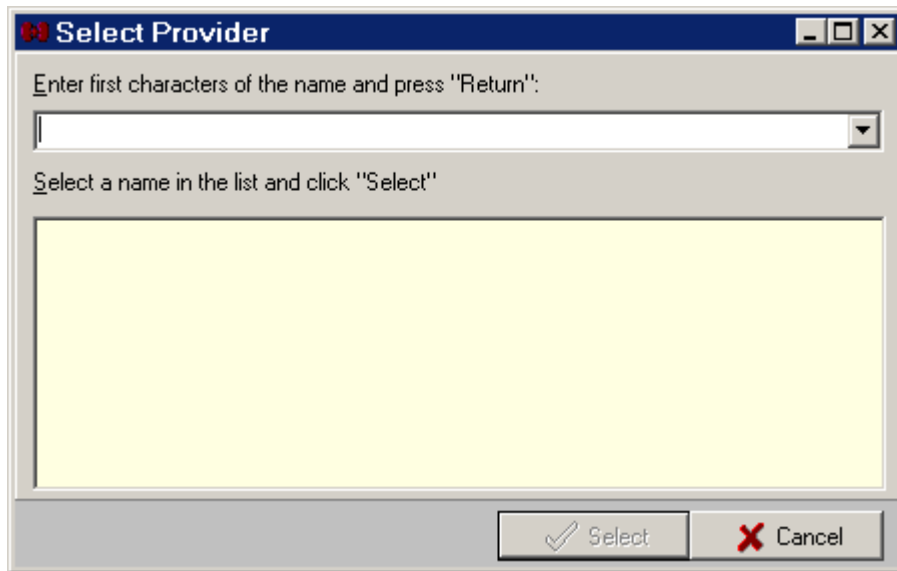 Select Provider
Enter first characters of the name and press "Return":
Select a name in the list and click "Select"
Select
Cancel